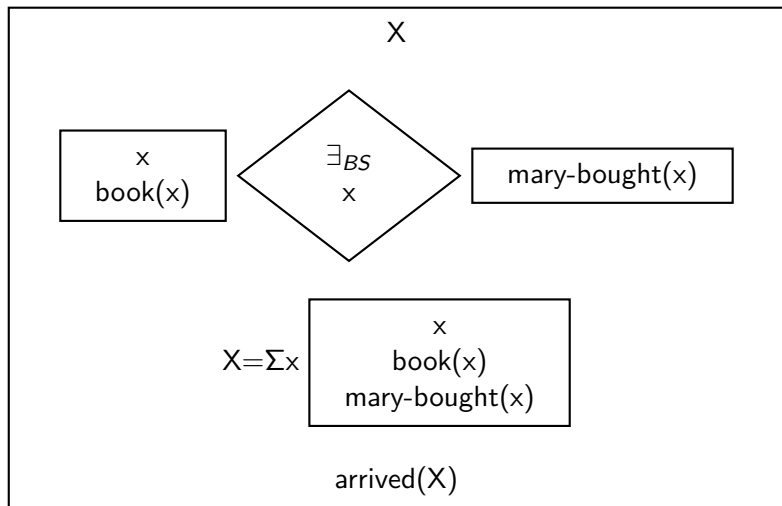 X
x
book(x)
∃BS
x
mary-bought(x)
X=Σx
x
book(x)
mary-bought(x)
arrived(X)